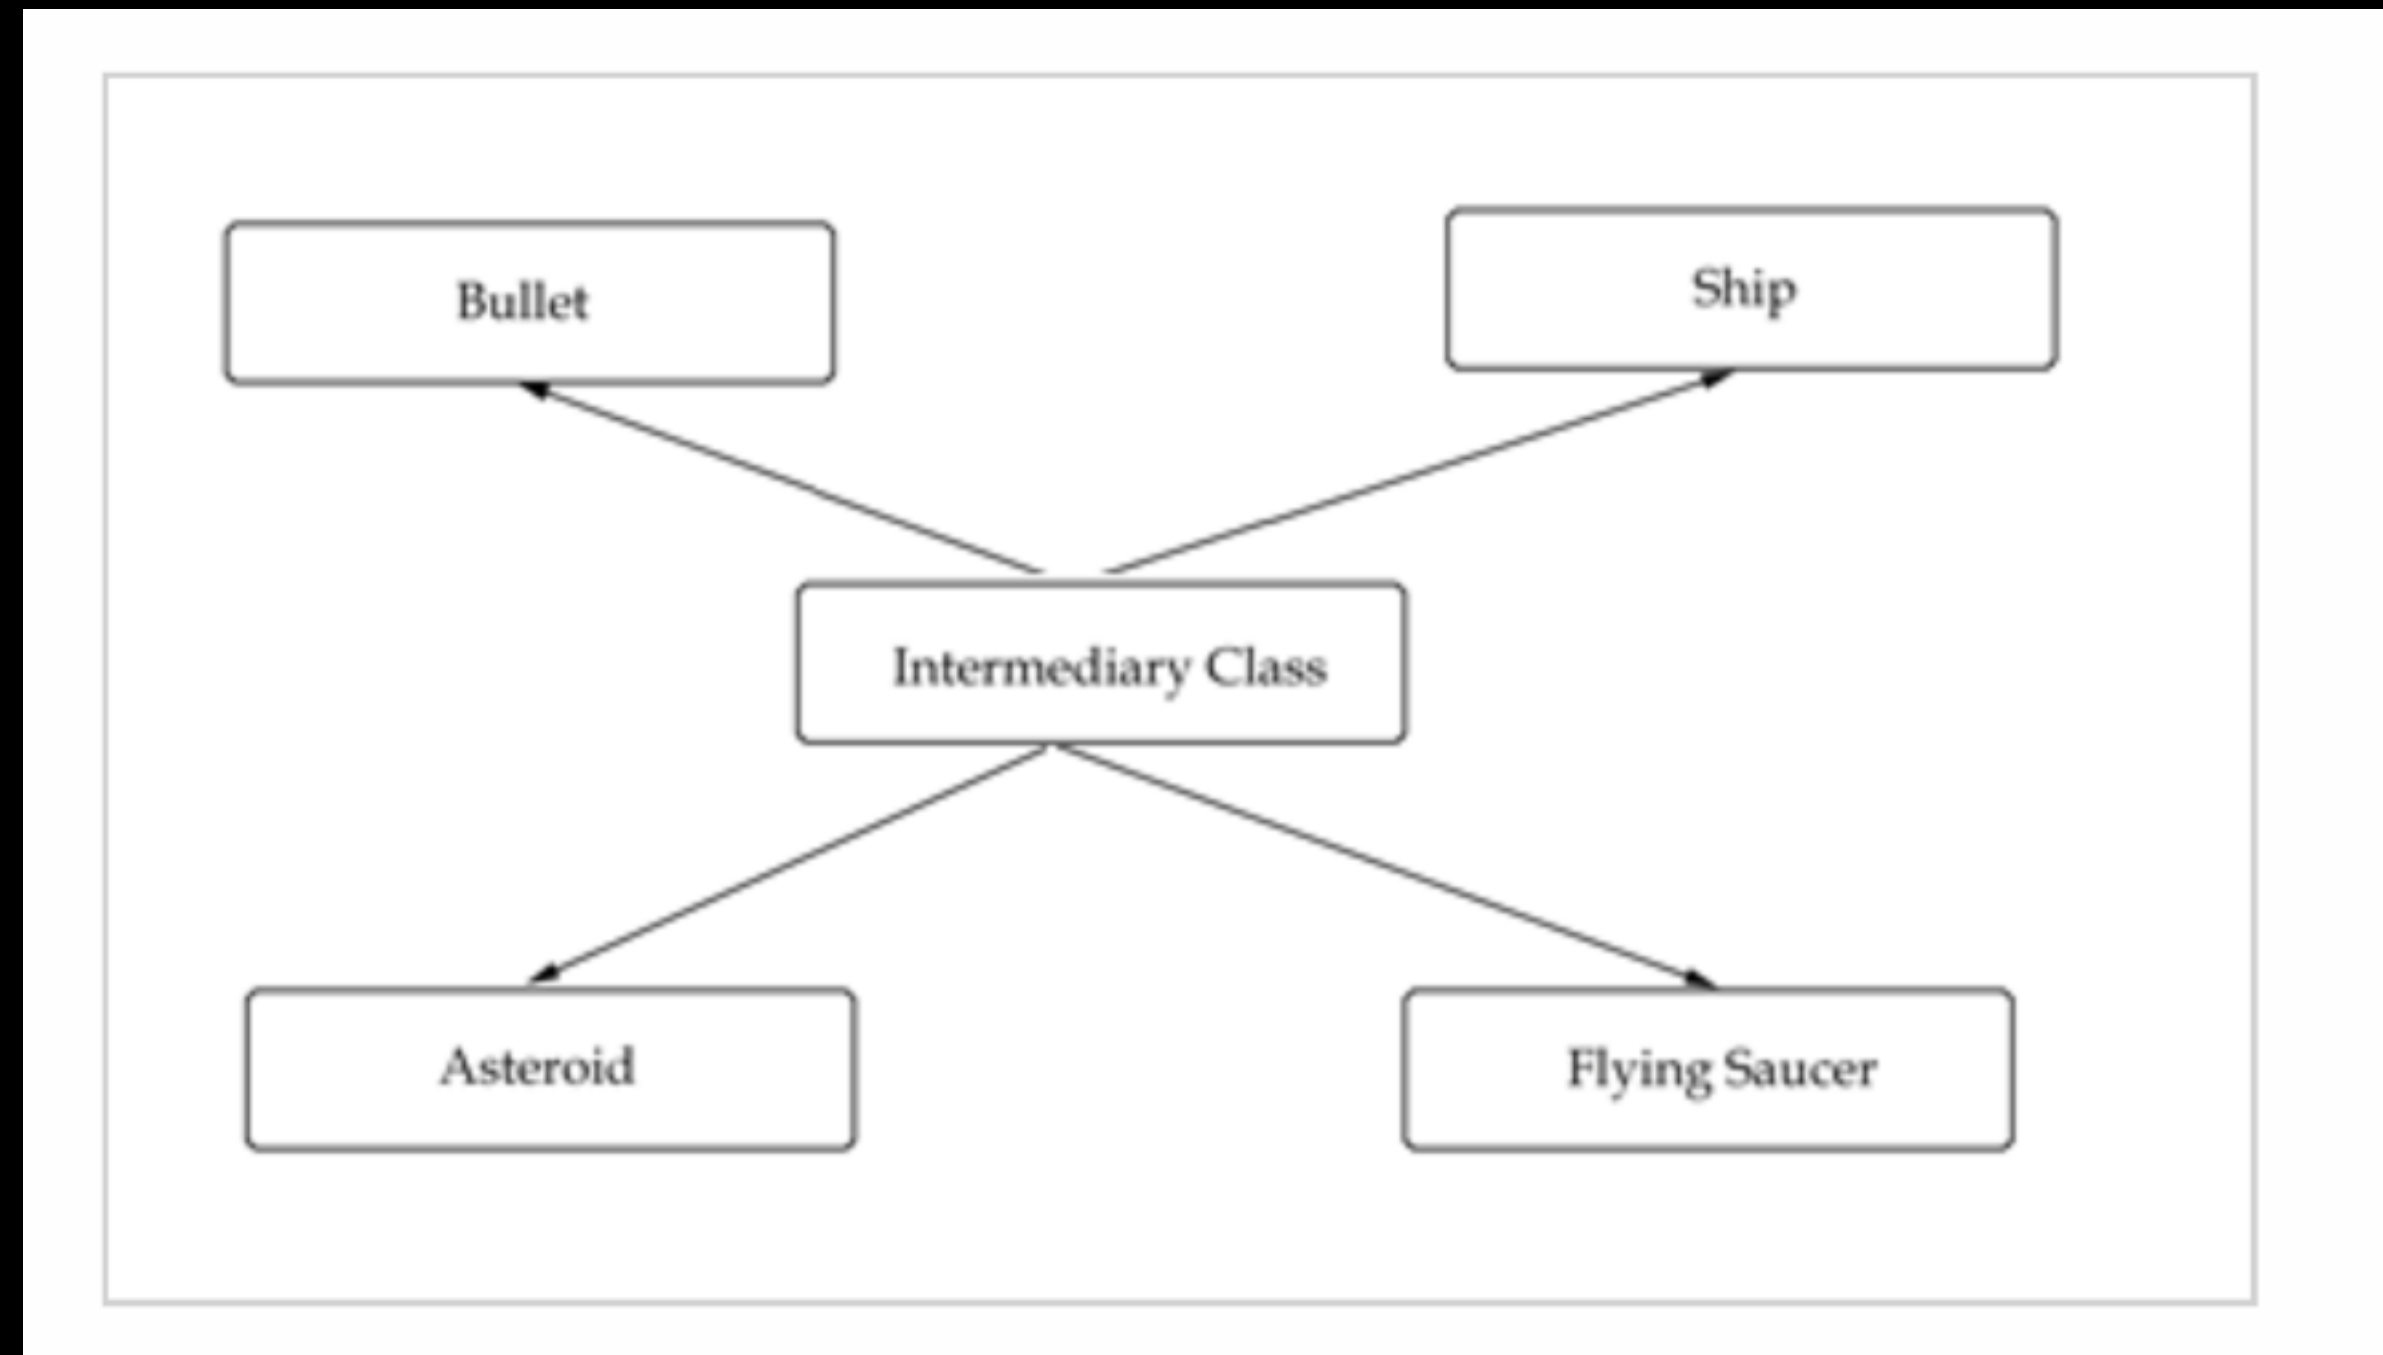 Bullet
Ship
Intermediary Class
Asteroid
Flying Saucer